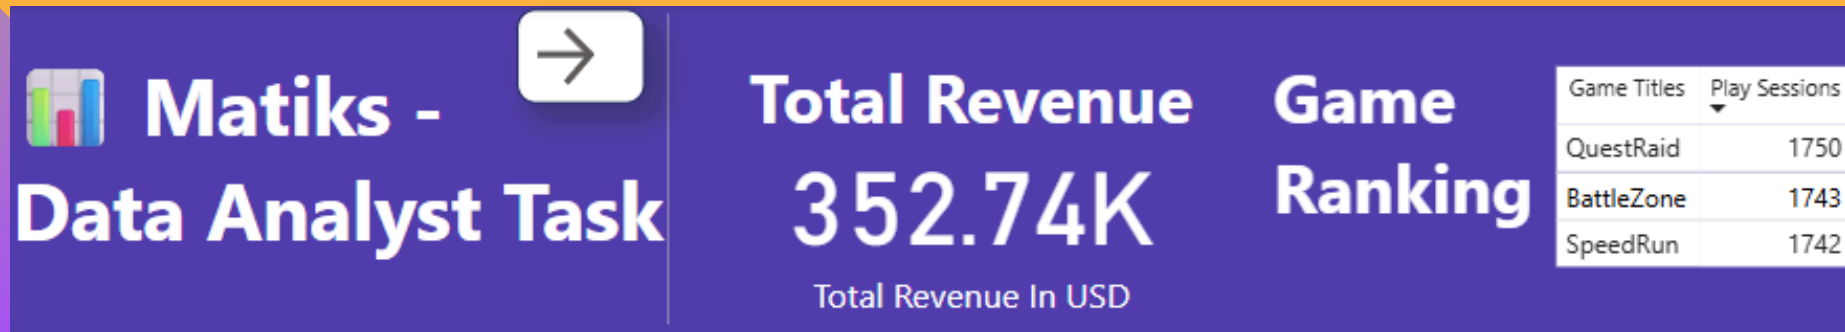 Matiks -
Data Analyst Task
Total Revenue
352.74K
Total Revenue In USD
Game
Ranking
Game Titles Play Sessions
QuestRaid 1750
BattleZone 1743
SpeedRun 1742